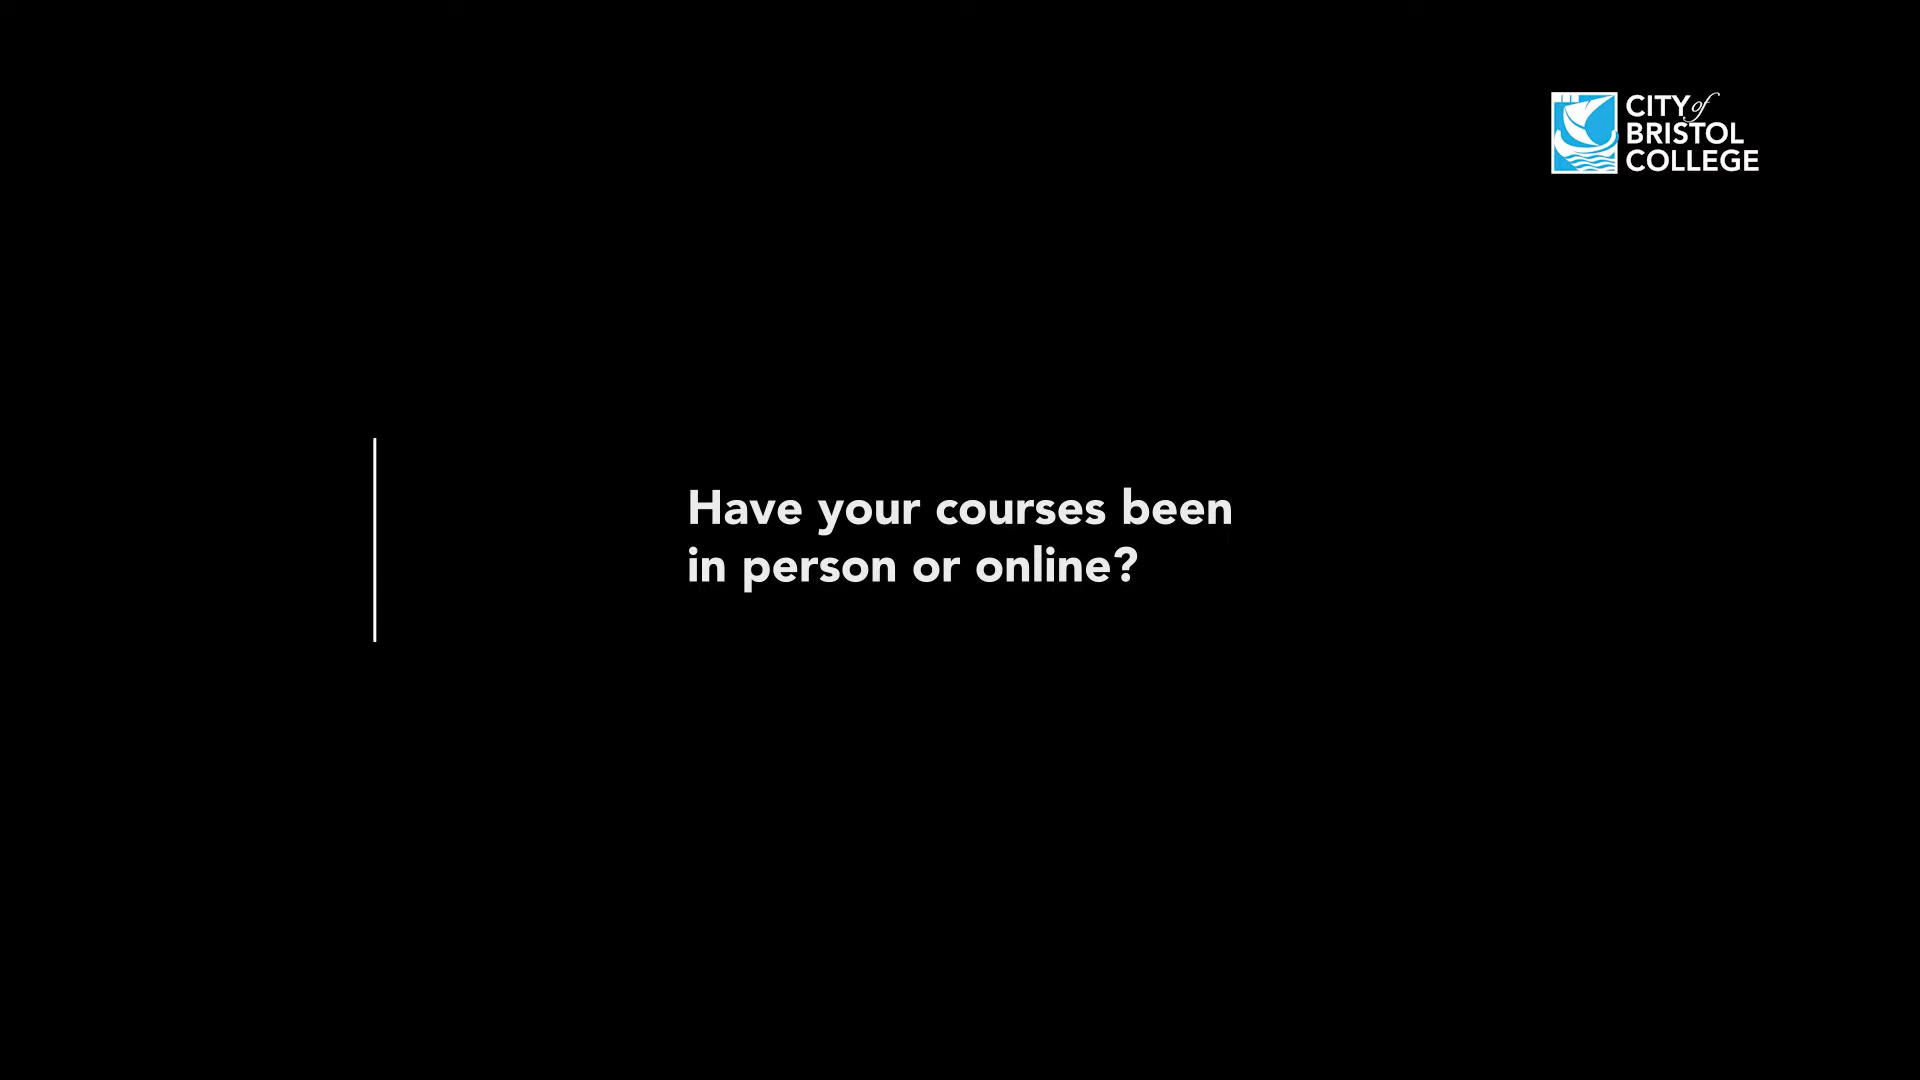 CITY of
BRISTOL
COLLEGE
Have your courses been
in person or online?